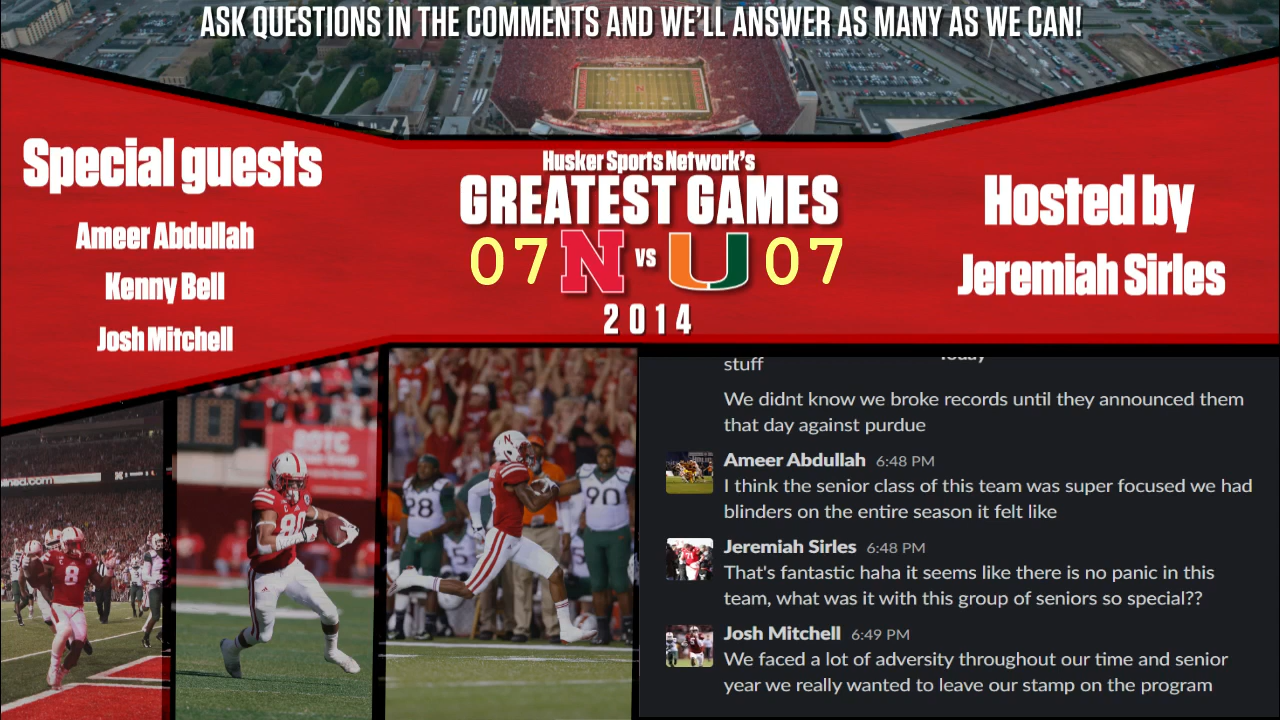 ASK QUESTIONS IN THE COMMENTS AND WE'LL ANSWER AS MANY AS WE CAN!
Special guests
Ameer Abdullah
Kenny Bell
Josh Mitchell
Husker Sports Network's
GREATEST GAMES
07 N VS U 07
2014
Hosted by
Jeremiah Sirles
stuff
Today
We didnt know we broke records until they announced them
that day against purdue
Ameer Abdullah 6:48 PM
I think the senior class of this team was super focused we had
blinders on the entire season it felt like
Jeremiah Sirles 6:48 PM
That's fantastic haha it seems like there is no panic in this
team, what was it with this group of seniors so special??
Josh Mitchell 6:49 PM
We faced a lot of adversity throughout our time and senior
year we really wanted to leave our stamp on the program
ROTC
8
80
28
90